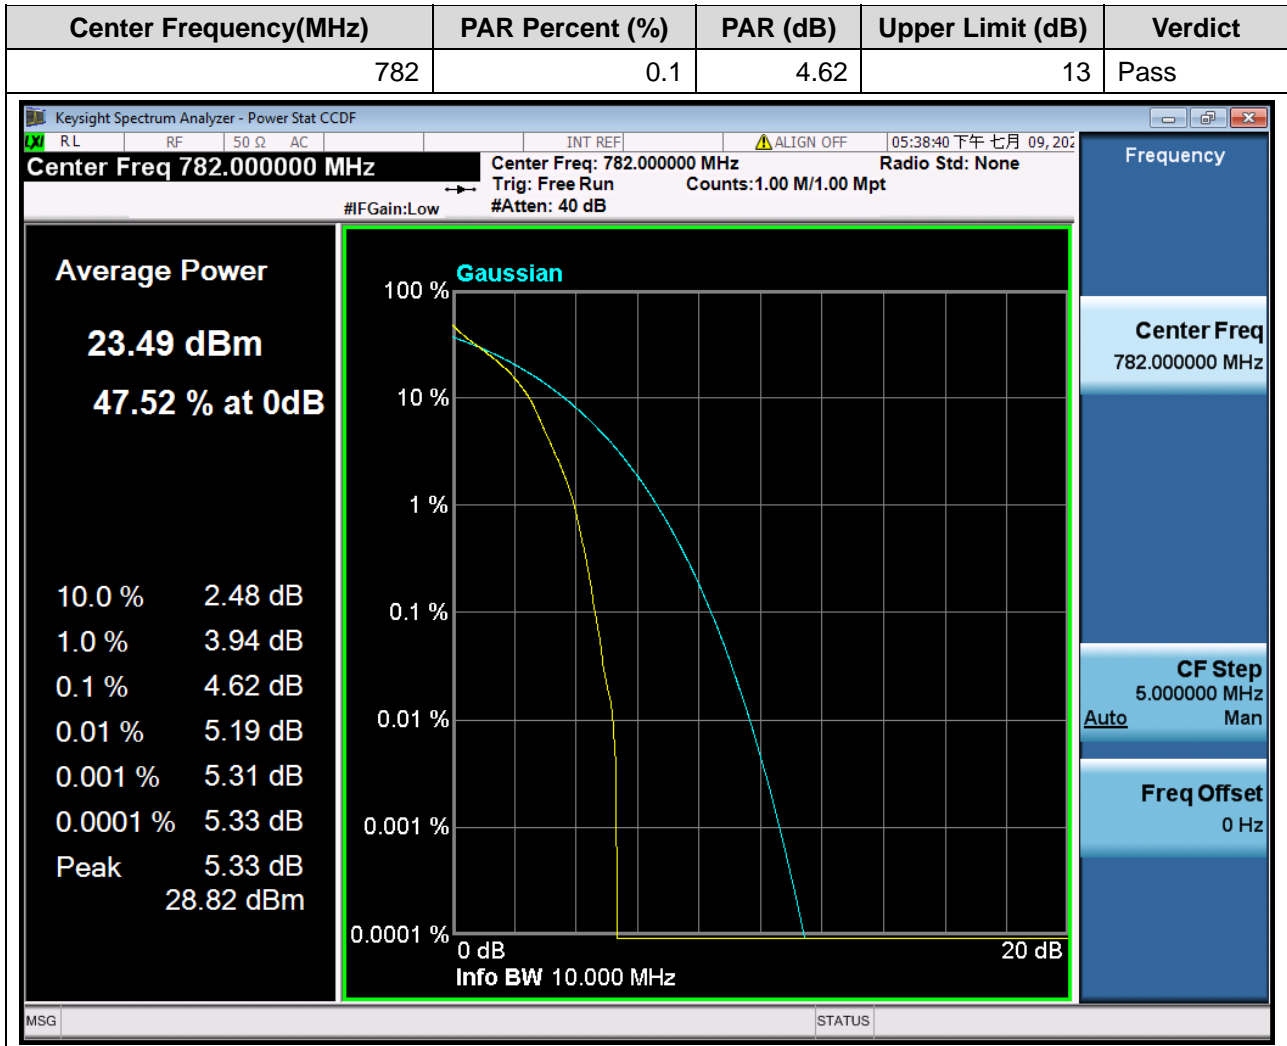 Center Frequency(MHz) PAR Percent (%) PAR (dB) Upper Limit (dB) Verdict
782 0.1 4.62 13 Pass
Keysight Spectrum Analyzer - Power Stat CCDF
LXI RL RF 50 Ω AC INT REF ALIGN OFF 05:38:40 下午 七月 09, 202
Center Freq 782.000000 MHz
Center Freq: 782.000000 MHz Radio Std: None
Trig: Free Run Counts:1.00 M/1.00 Mpt
#IFGain:Low #Atten: 40 dB
Frequency
Average Power
23.49 dBm
47.52 % at 0dB
10.0 % 2.48 dB
1.0 % 3.94 dB
0.1 % 4.62 dB
0.01 % 5.19 dB
0.001 % 5.31 dB
0.0001 % 5.33 dB
Peak 5.33 dB
28.82 dBm
Gaussian
100 %
10 %
1 %
0.1 %
0.01 %
0.001 %
0.0001 %
0 dB 20 dB
Info BW 10.000 MHz
Center Freq
782.000000 MHz
CF Step
5.000000 MHz
Auto Man
Freq Offset
0 Hz
MSG STATUS